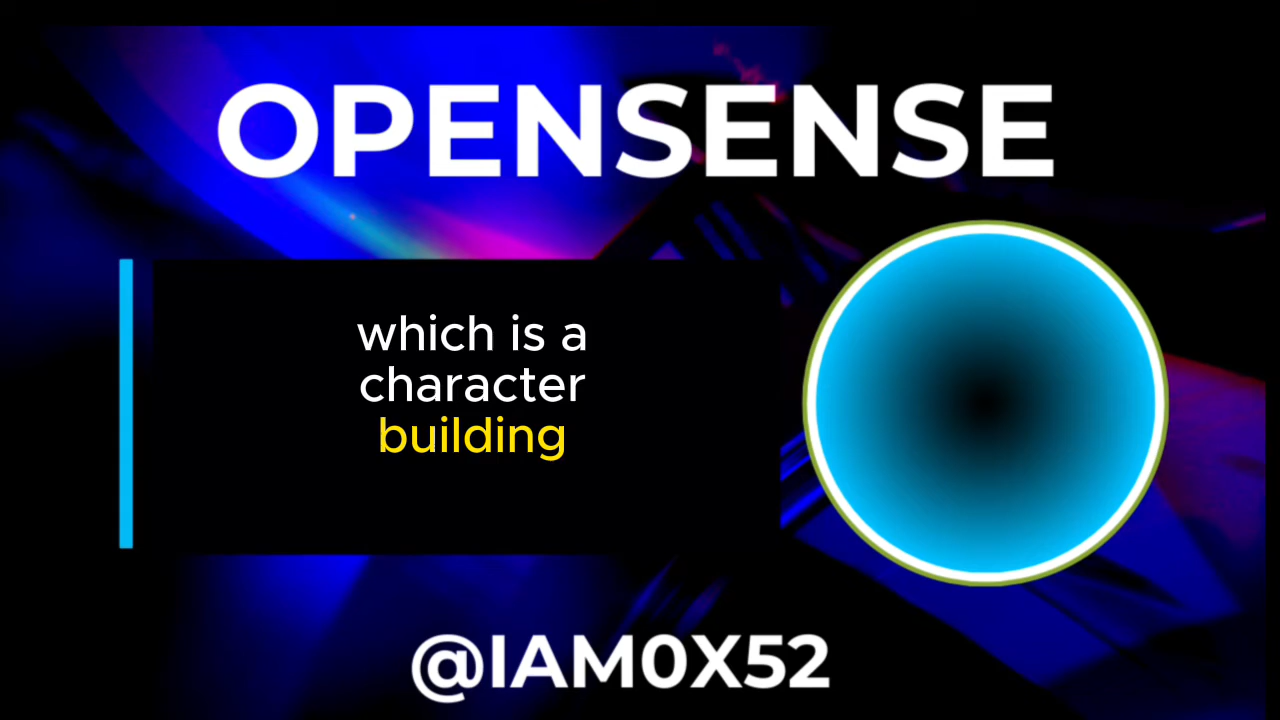 OPENSENSE
which is a
character
building
@IAM0X52